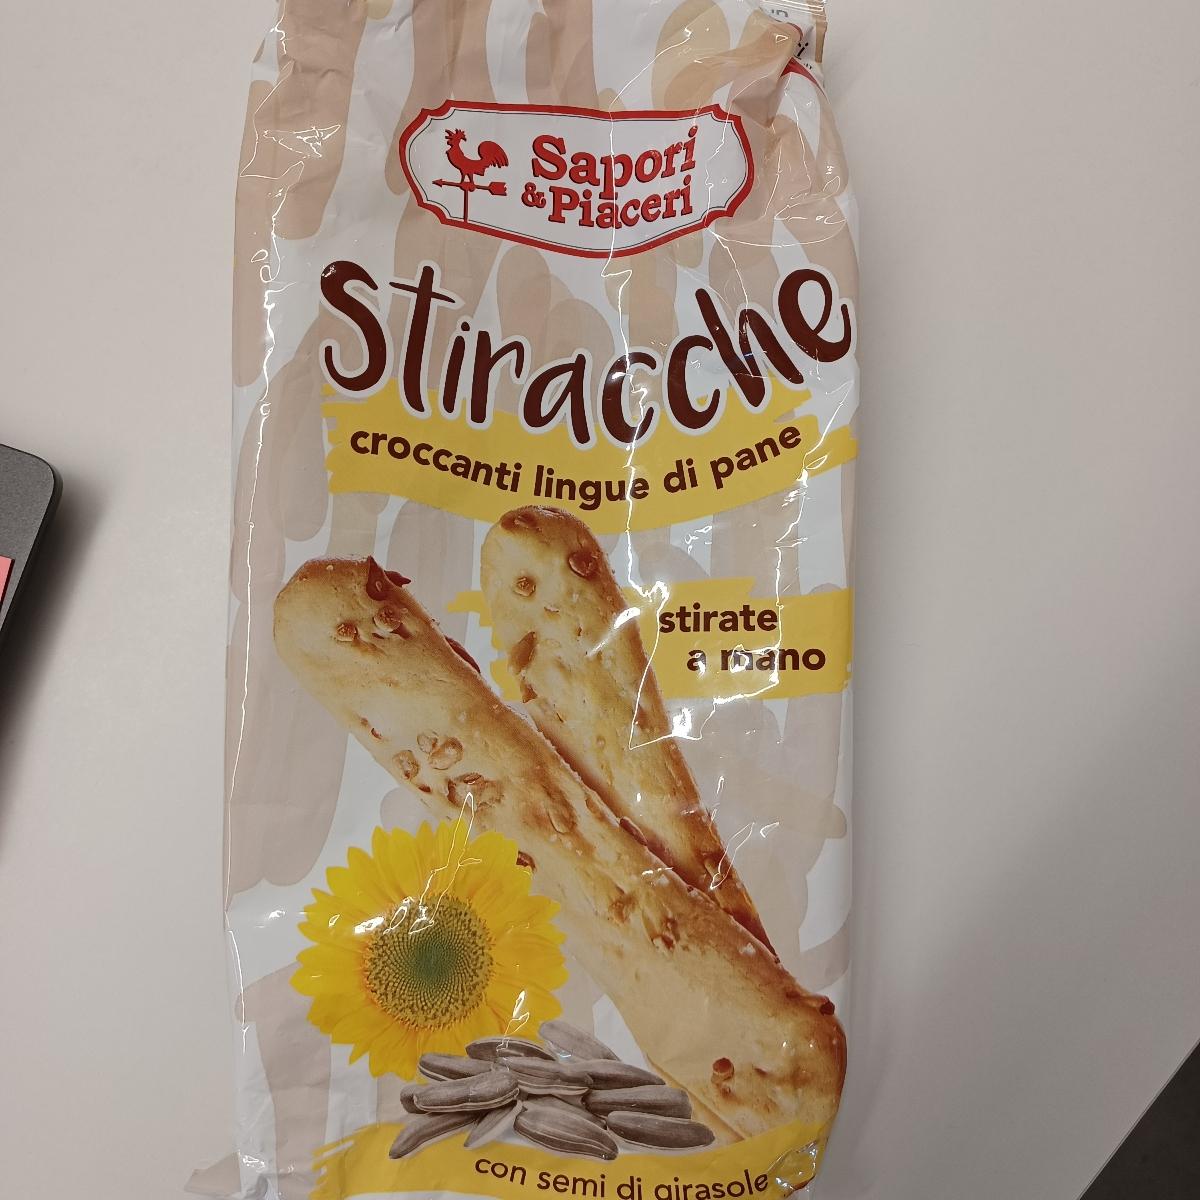 Sapori
& Piaceri
Stiracche
croccanti lingue di pane
stirate
a mano
con semi di girasole